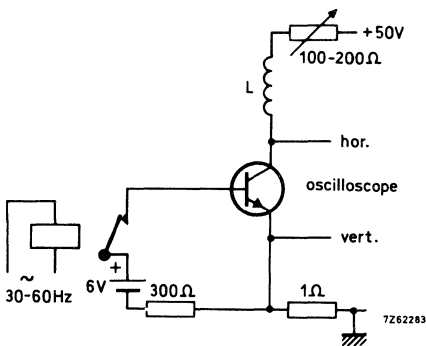 +50V
100-200Ω
L
hor.
oscilloscope
vert.
+
6V
300Ω
1Ω
~
30-60Hz
7Z62283